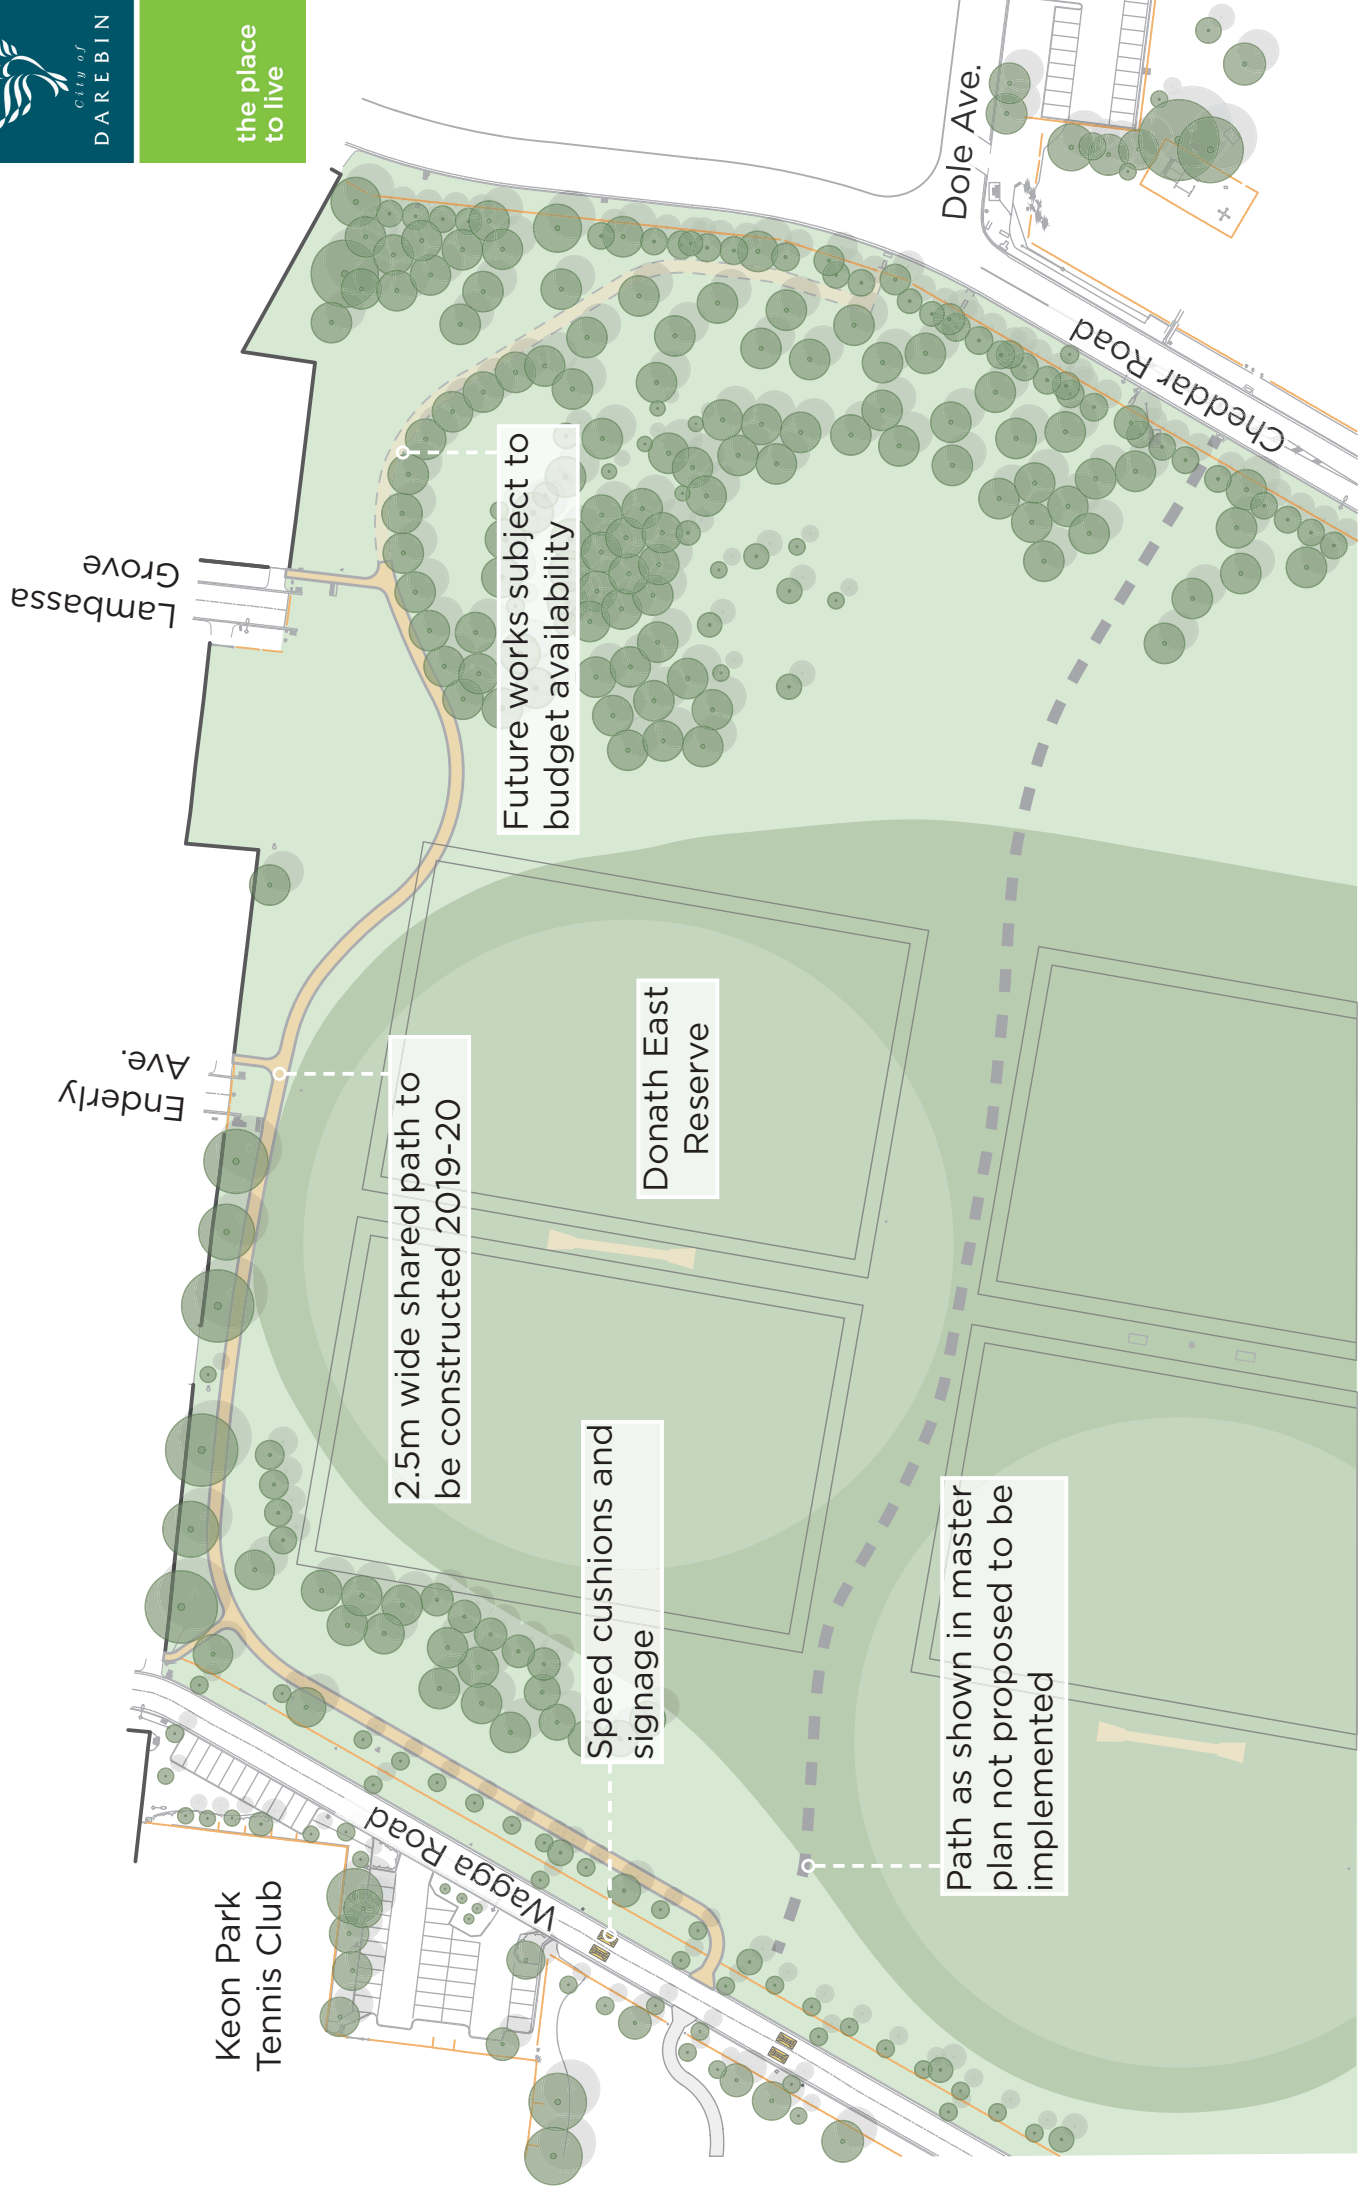 City of
DAREBIN
the place
to live
Lambassa
Grove
Enderly
Ave.
Dole Ave.
Cheddar Road
Future works subject to
budget availability
2.5m wide shared path to
be constructed 2019-20
Donath East
Reserve
Speed cushions and
signage
Path as shown in master
plan not proposed to be
implemented
Wagga Road
Keon Park
Tennis Club